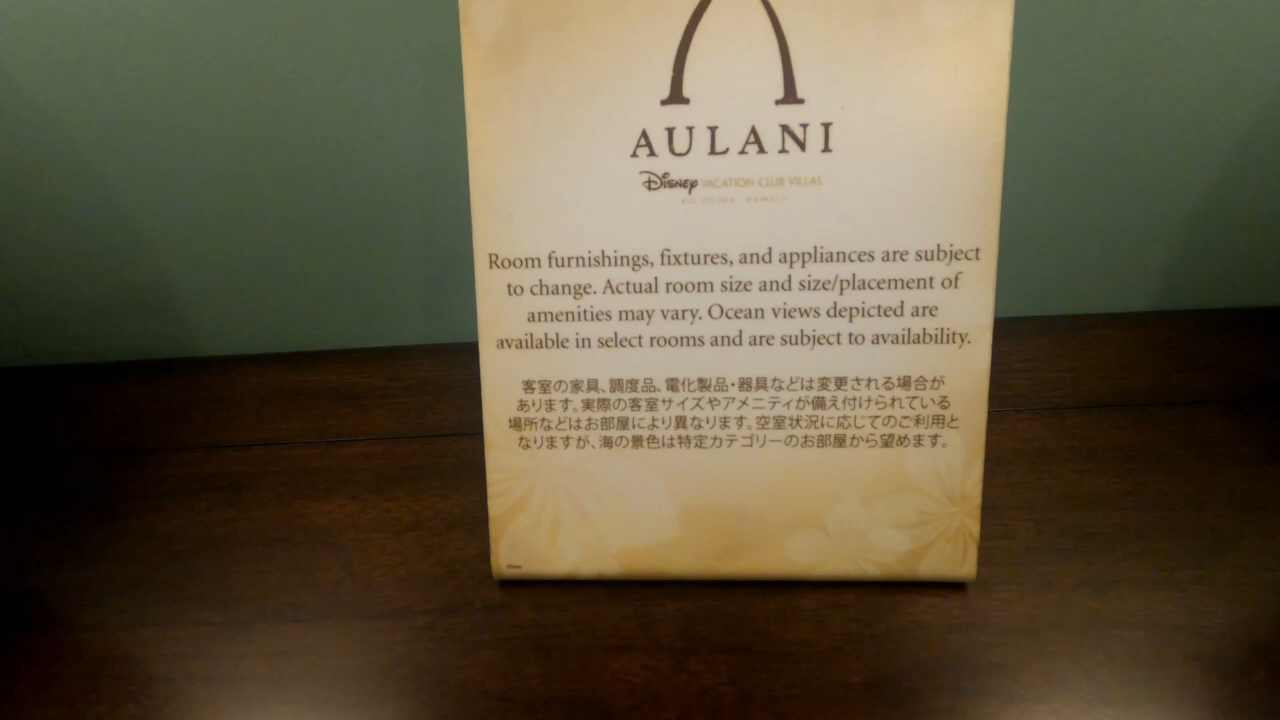 AULANI
Disney VACATION CLUB VILLAS
KO OLINA, HAWAI'I
Room furnishings, fixtures, and appliances are subject
to change. Actual room size and size/placement of
amenities may vary. Ocean views depicted are
available in select rooms and are subject to availability.
客室の家具、調度品、電化製品・器具などは変更される場合が
あります。実際の客室サイズやアメニティが備え付けられている
場所などはお部屋により異なります。空室状況に応じてのご利用と
なりますが、海の景色は特定カテゴリーのお部屋から望めます。